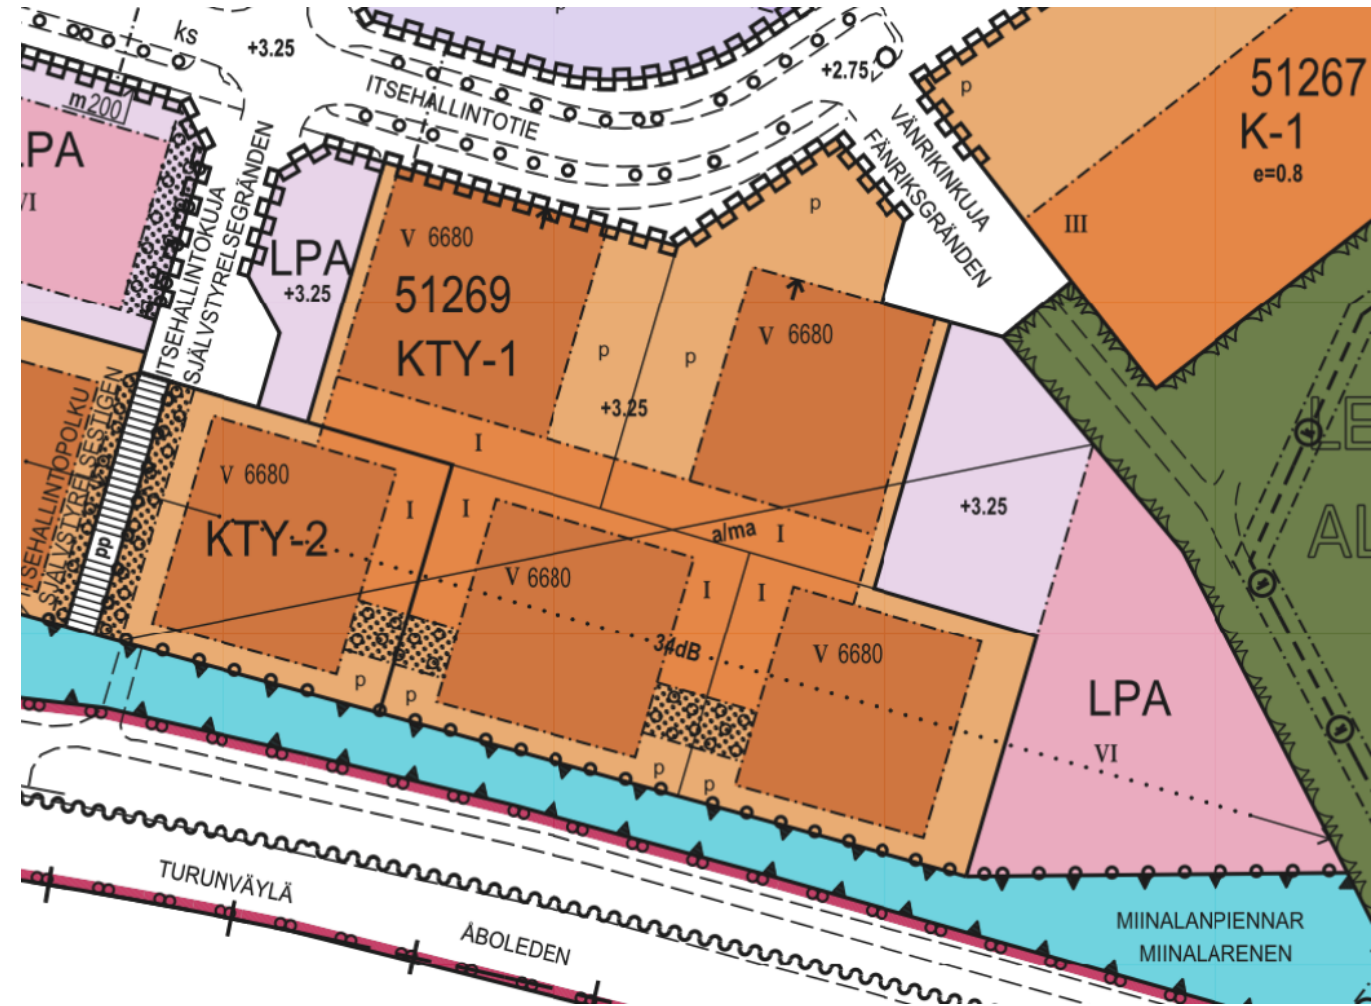 p
ks
+3.25
+2.75
ITSEHALLINTOTIE
m200
LPA
VI
p
51267
K-1
e=0.8
III
VÄNRIKINKUJA
FÄNRIKSGRÄNDEN
ITSEHALLINTOKUJA
SJÄLVSTYRELSEGRÄNDEN
LPA
+3.25
V 6680
51269
KTY-1
p
p
p
+3.25
V 6680
I
ITSEHALLINTOPOLKU
SJÄLVSTYRELSESTIGEN
pp
V 6680
KTY-2
I
I
V 6680
a/ma
I
I
I
+3.25
34dB
V 6680
p
p
p
p
LPA
VI
LE
AL
TURUNVÄYLÄ
ÅBOLEDEN
MIINALANPIENNAR
MIINALARENEN